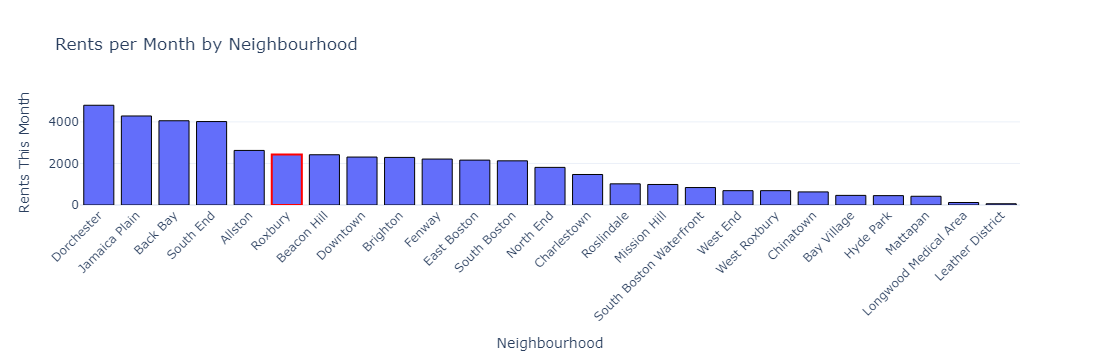 Rents per Month by Neighbourhood
Rents This Month
4000
2000
0
Dorchester
Jamaica Plain
Back Bay
South End
Allston
Roxbury
Beacon Hill
Downtown
Brighton
Fenway
East Boston
South Boston
North End
Charlestown
Roslindale
Mission Hill
South Boston Waterfront
West End
West Roxbury
Chinatown
Bay Village
Hyde Park
Mattapan
Longwood Medical Area
Leather District
Neighbourhood